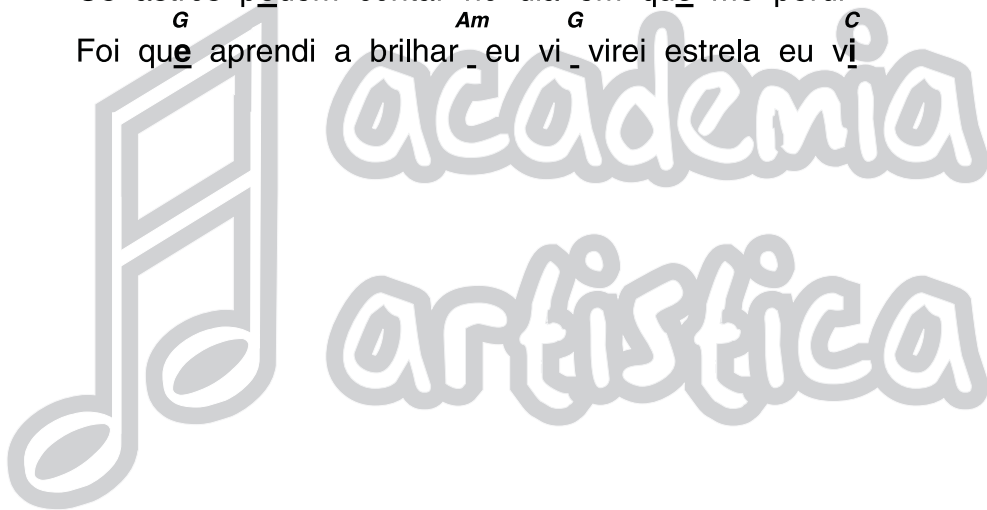 G Am G C
Foi que aprendi a brilhar _ eu vi _ virei estrela eu vi
academia
artistica